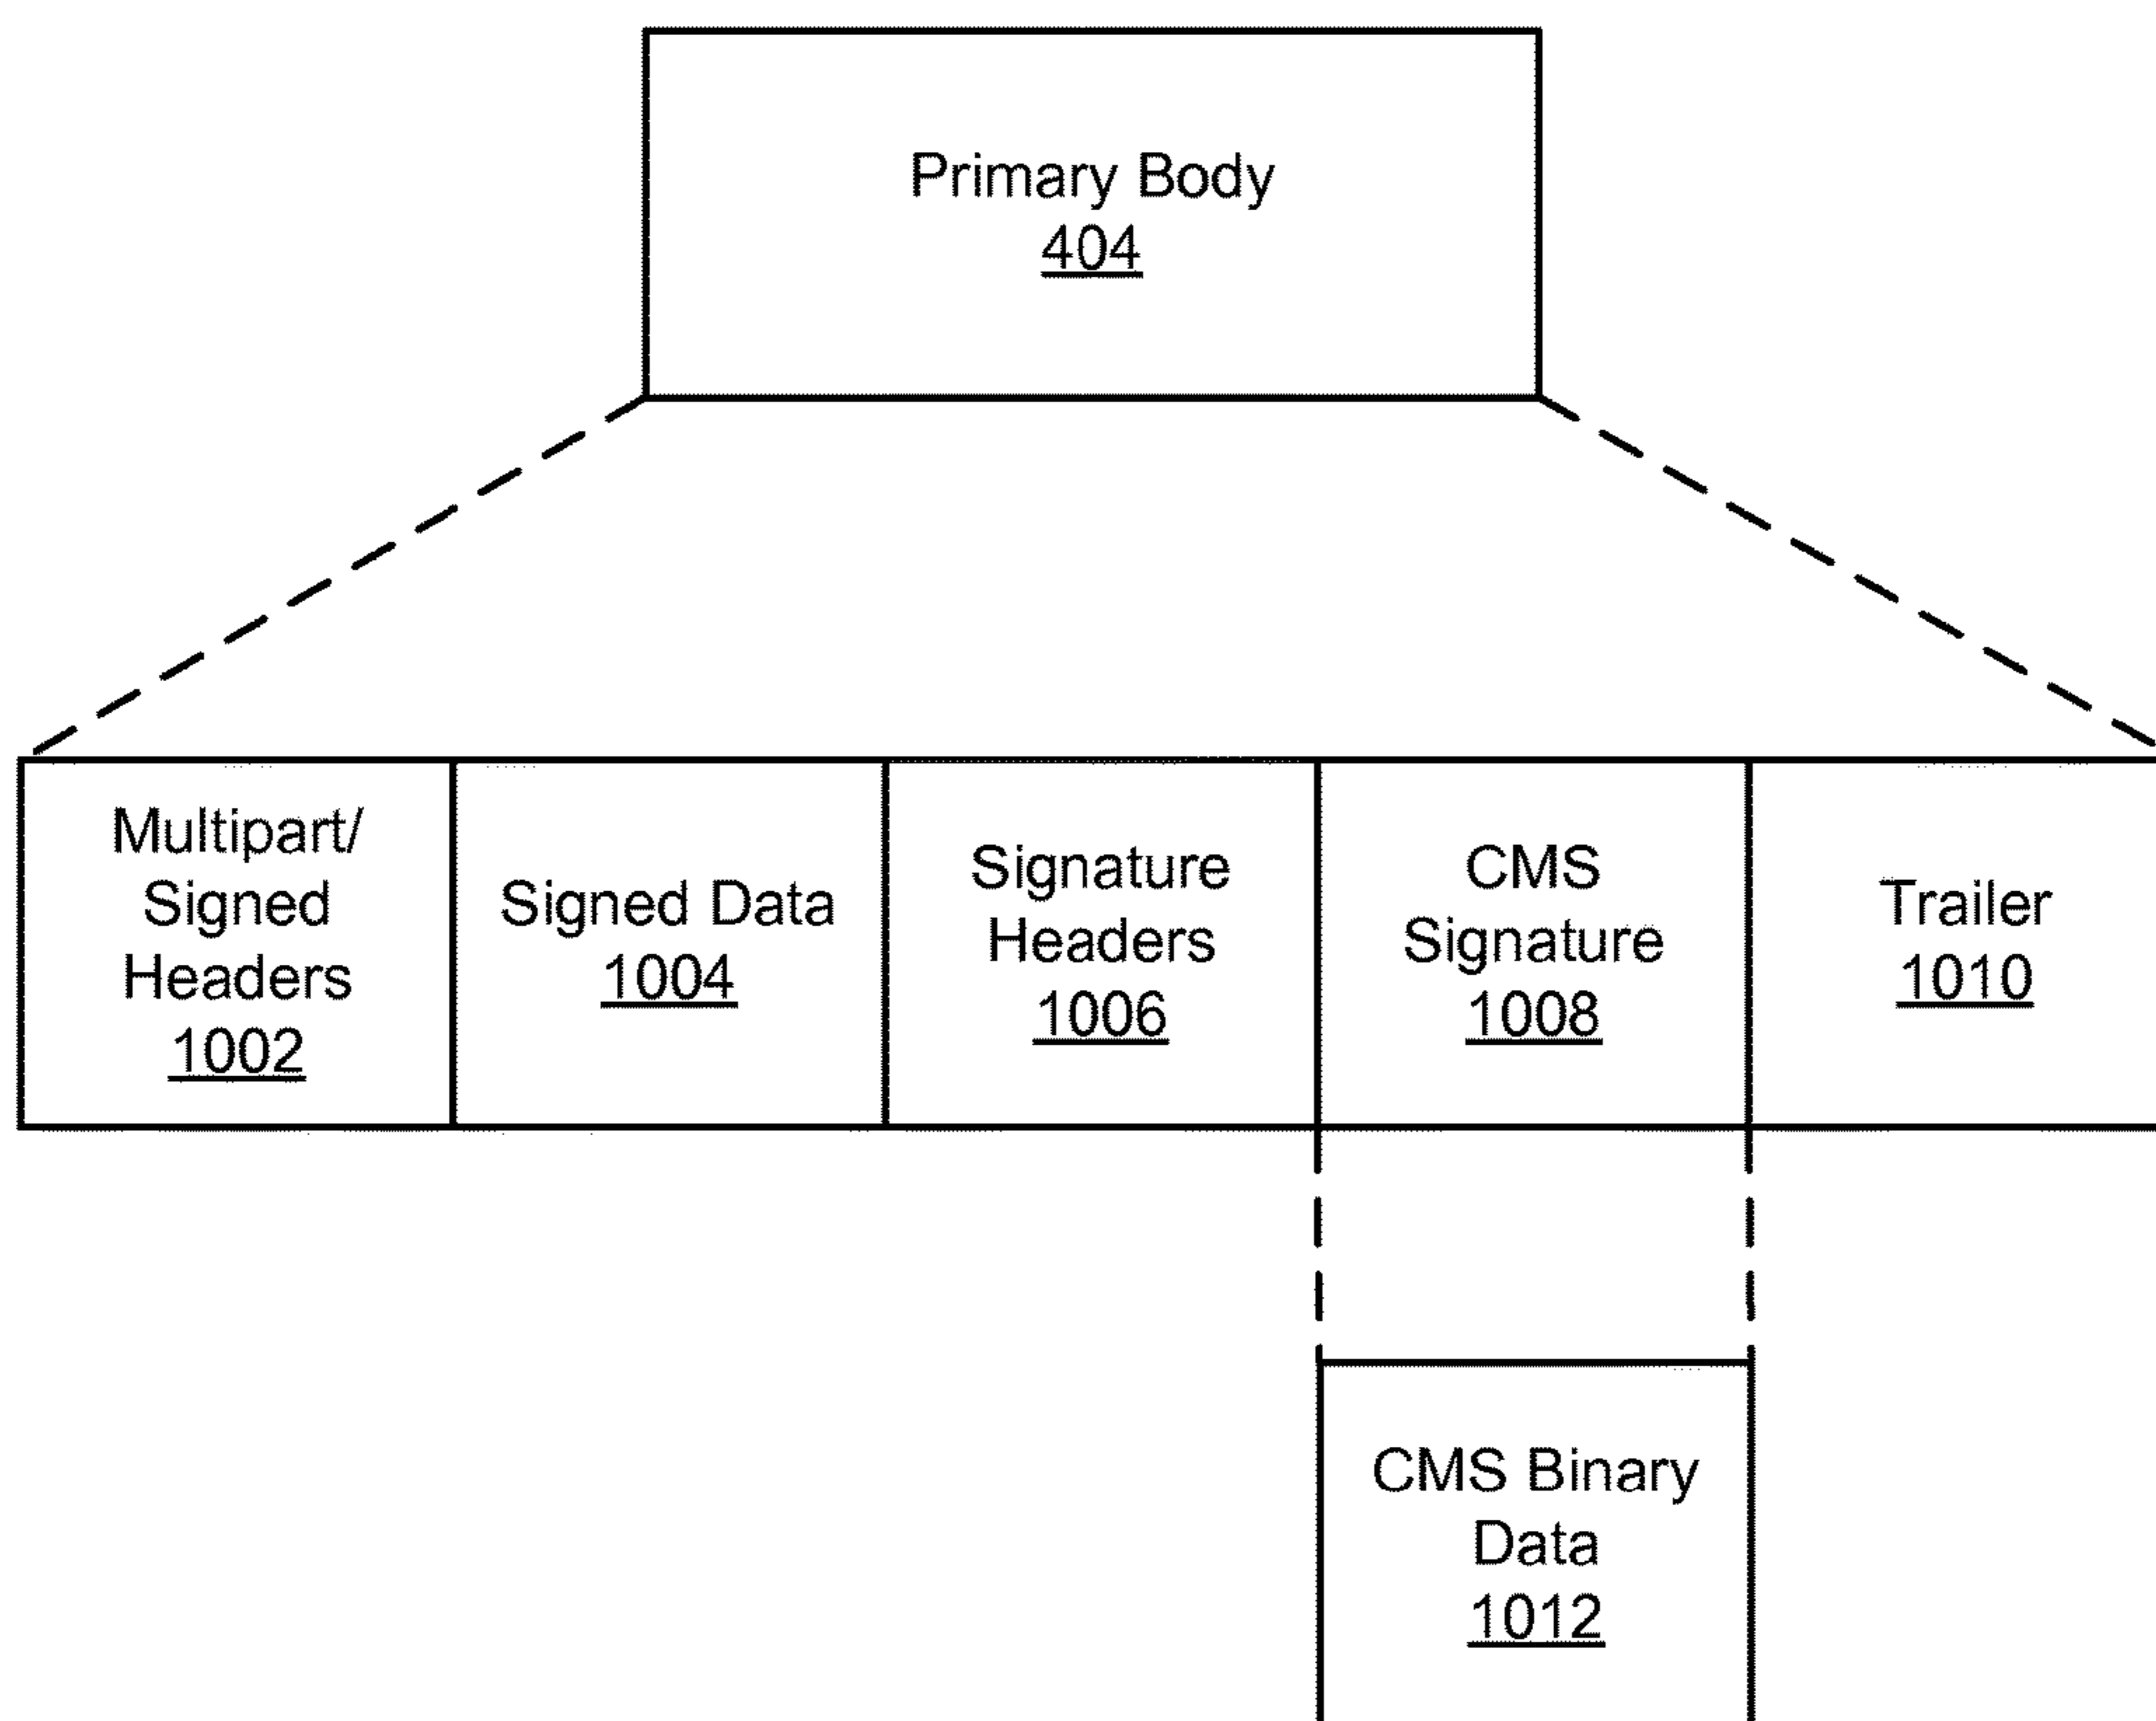 Primary Body
404
Multipart/
Signed
Headers
1002
Signed Data
1004
Signature
Headers
1006
CMS
Signature
1008
Trailer
1010
CMS Binary
Data
1012